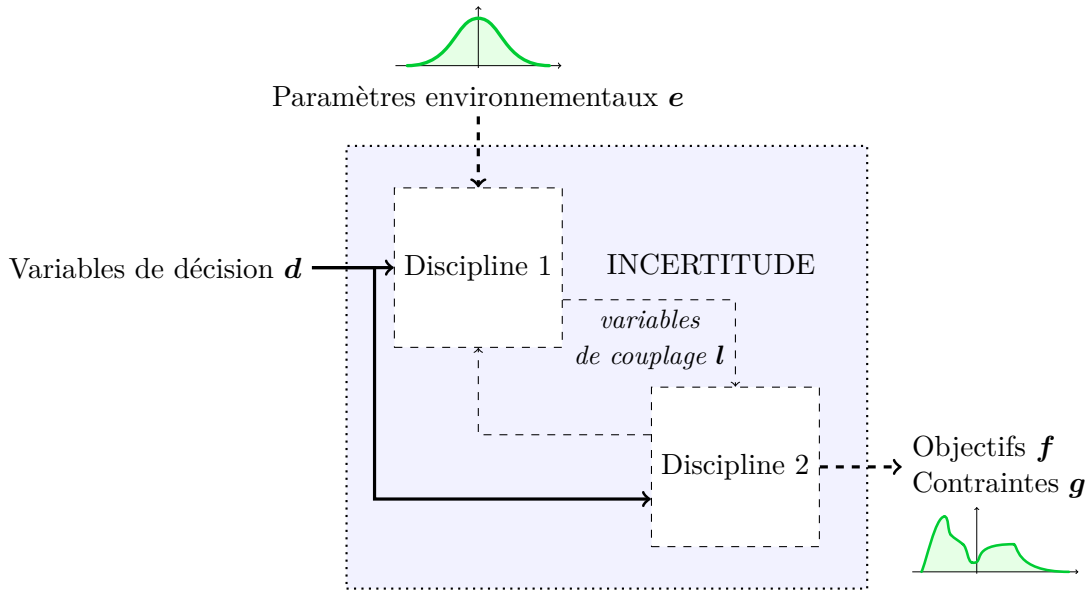 Paramètres environnementaux e
Variables de décision d
Discipline 1
INCERTITUDE
variables
de couplage l
Discipline 2
Objectifs f
Contraintes g